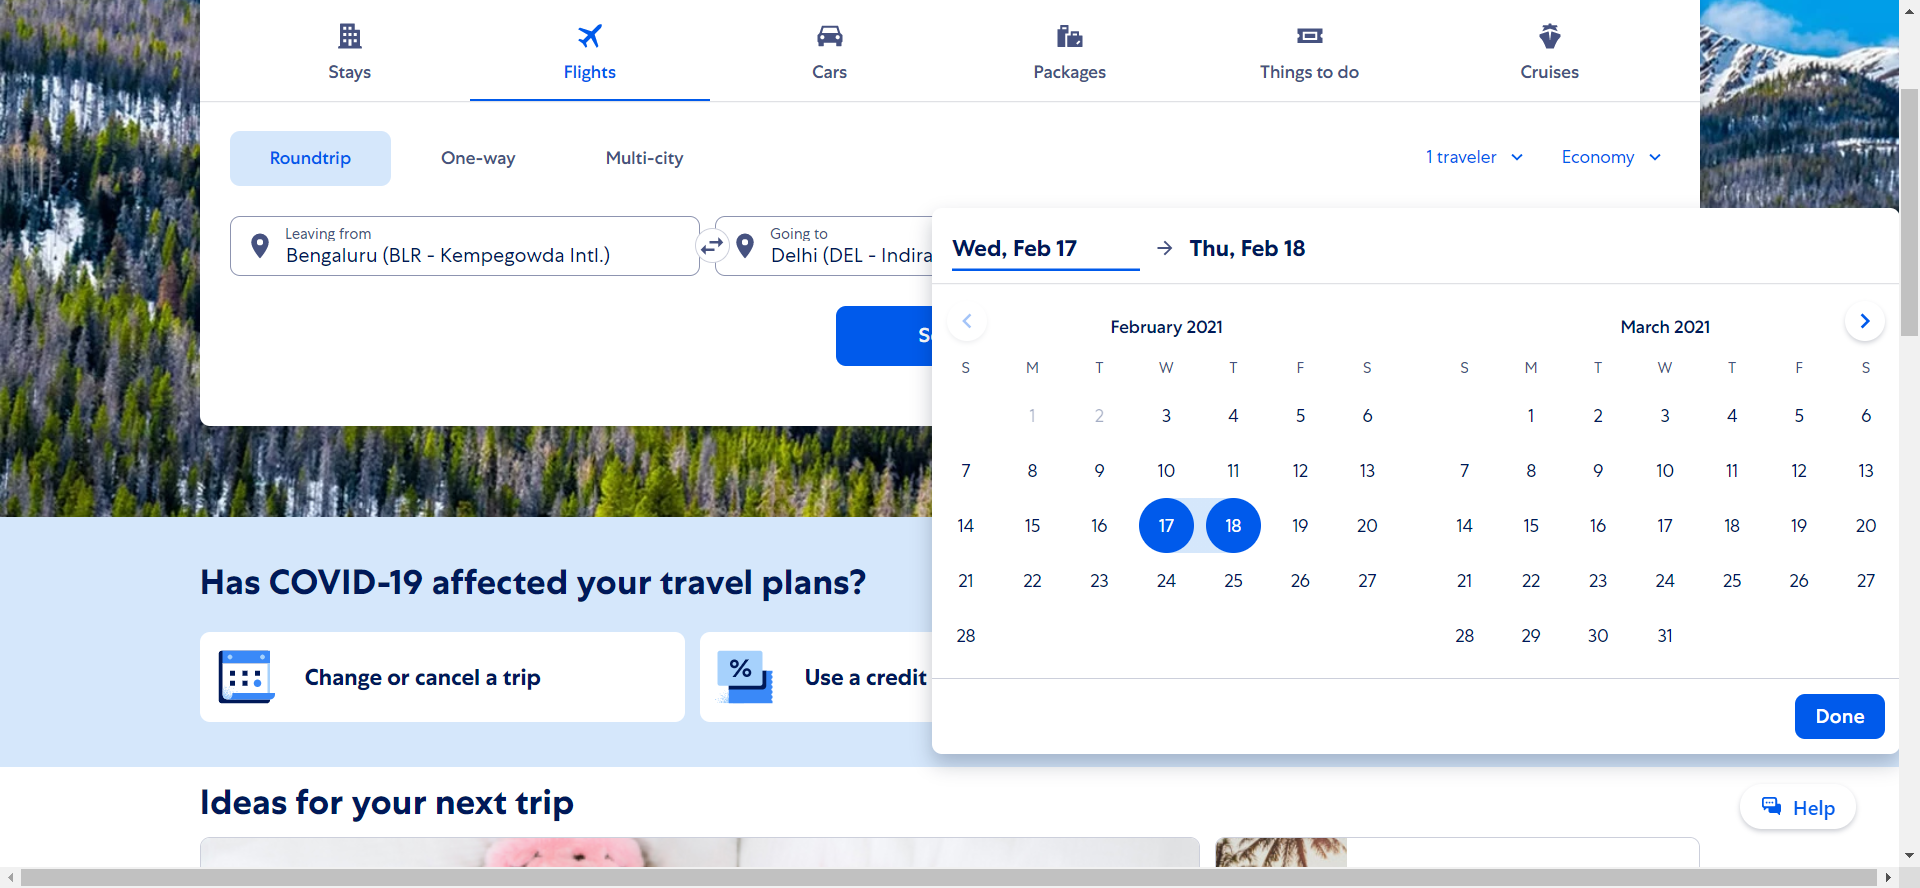 Stays
Flights
Cars
Packages
Things to do
Cruises
Roundtrip
One-way
Multi-city
1 traveler
Economy
Leaving from
Bengaluru (BLR - Kempegowda Intl.)
Going to
Delhi (DEL - Indira
Wed, Feb 17
Thu, Feb 18
February 2021
S M T W T F S
1 2 3 4 5 6
7 8 9 10 11 12 13
14 15 16 17 18 19 20
21 22 23 24 25 26 27
28
March 2021
S M T W T F S
1 2 3 4 5 6
7 8 9 10 11 12 13
14 15 16 17 18 19 20
21 22 23 24 25 26 27
28 29 30 31
Done
Has COVID-19 affected your travel plans?
Change or cancel a trip
%
Use a credit
Ideas for your next trip
Help